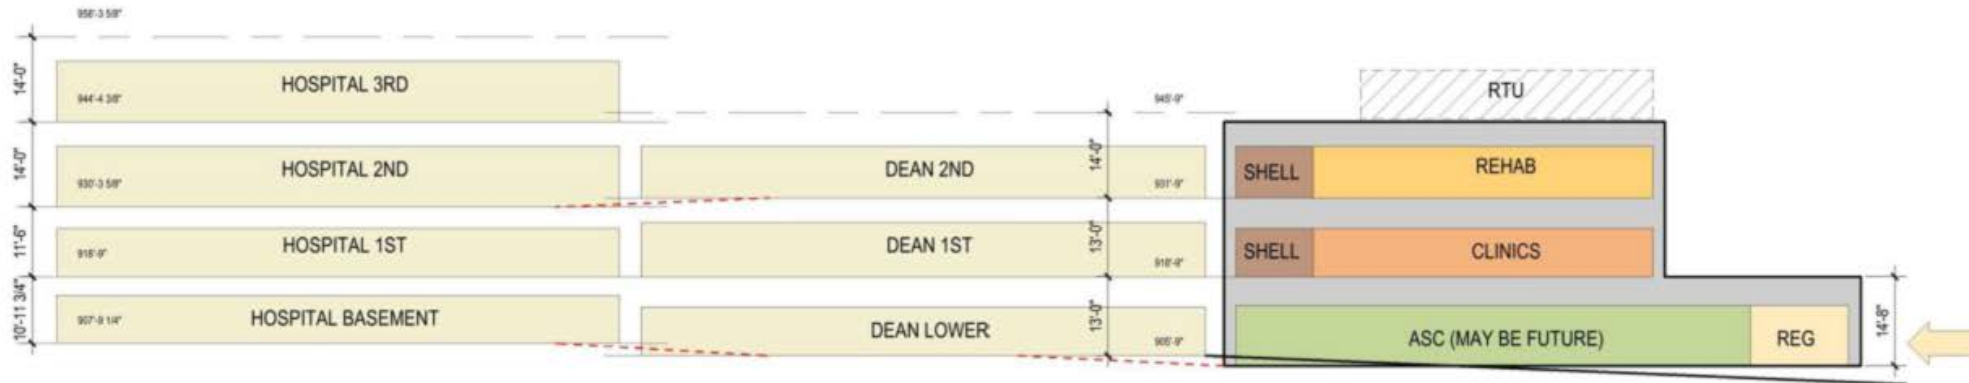 958'-3 5/8"
14'-0"
HOSPITAL 3RD
944'-4 3/8"
945'-9"
RTU
14'-0"
HOSPITAL 2ND
930'-3 5/8"
DEAN 2ND
14'-0"
931'-9"
SHELL
REHAB
11'-6"
HOSPITAL 1ST
918'-9"
DEAN 1ST
13'-0"
918'-9"
SHELL
CLINICS
10'-11 3/4"
HOSPITAL BASEMENT
907'-9 1/4"
DEAN LOWER
13'-0"
905'-9"
ASC (MAY BE FUTURE)
REG
14'-8"